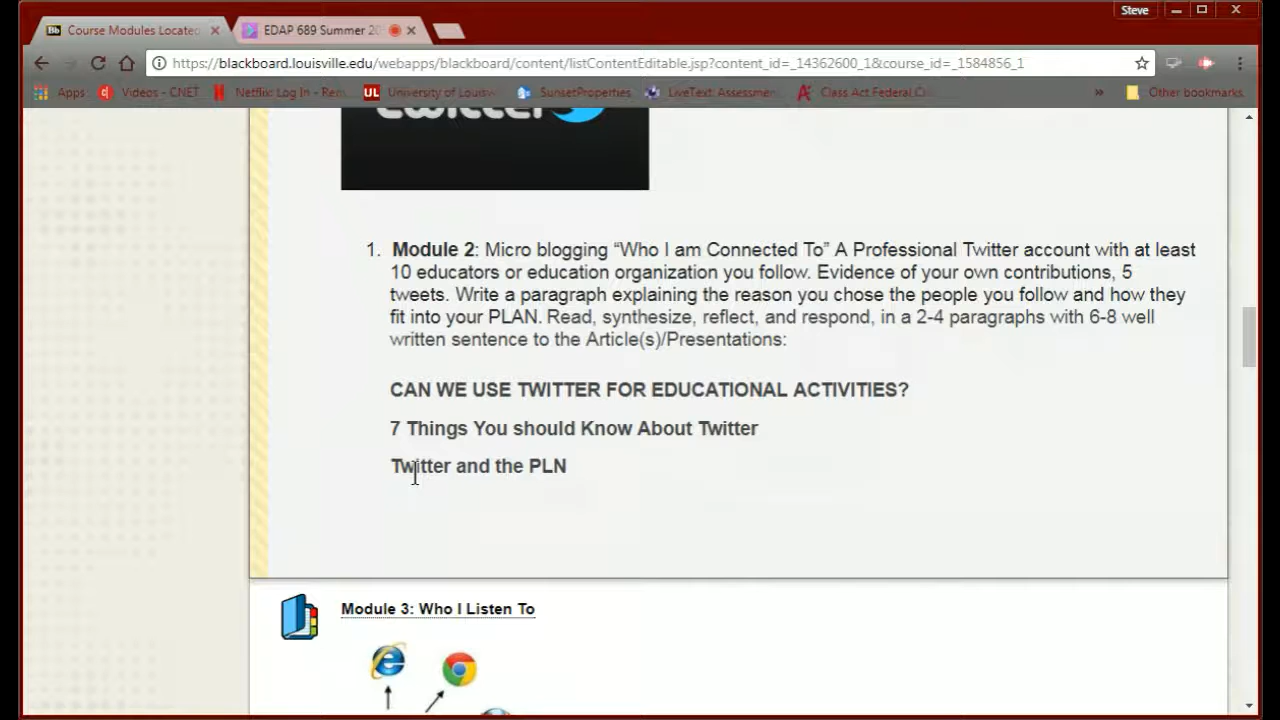 Steve
Course Modules Located
EDAP 689 Summer 20
https://blackboard.louisville.edu/webapps/blackboard/content/listContentEditable.jsp?content_id=_14362600_1&course_id=_1584856_1
Apps Videos - CNET Netflix Log In - Rem UL University of Louisv SunsetProperties LiveText Assessmen Class Act Federal Cr » Other bookmarks
twitter
1. Module 2: Micro blogging “Who I am Connected To” A Professional Twitter account with at least
10 educators or education organization you follow. Evidence of your own contributions, 5
tweets. Write a paragraph explaining the reason you chose the people you follow and how they
fit into your PLAN. Read, synthesize, reflect, and respond, in a 2-4 paragraphs with 6-8 well
written sentence to the Article(s)/Presentations:
CAN WE USE TWITTER FOR EDUCATIONAL ACTIVITIES?
7 Things You should Know About Twitter
Twitter and the PLN
Module 3: Who I Listen To